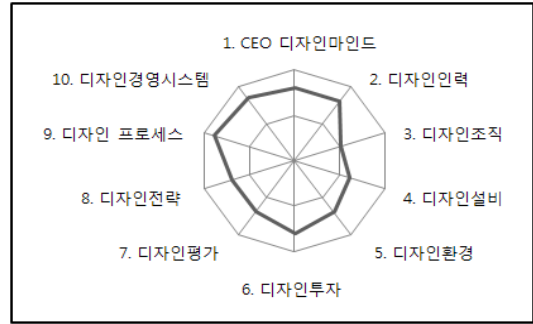 1. CEO 디자인마인드
2. 디자인인력
3. 디자인조직
4. 디자인설비
5. 디자인환경
6. 디자인투자
7. 디자인평가
8. 디자인전략
9. 디자인 프로세스
10. 디자인경영시스템